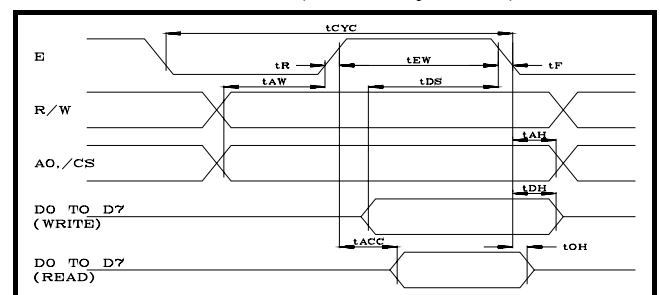 tCYC
E
tR
tEW
tF
tAW
tDS
R/W
tAH
A0,/CS
tDH
D0 TO D7
(WRITE)
tACC
tOH
D0 TO D7
(READ)